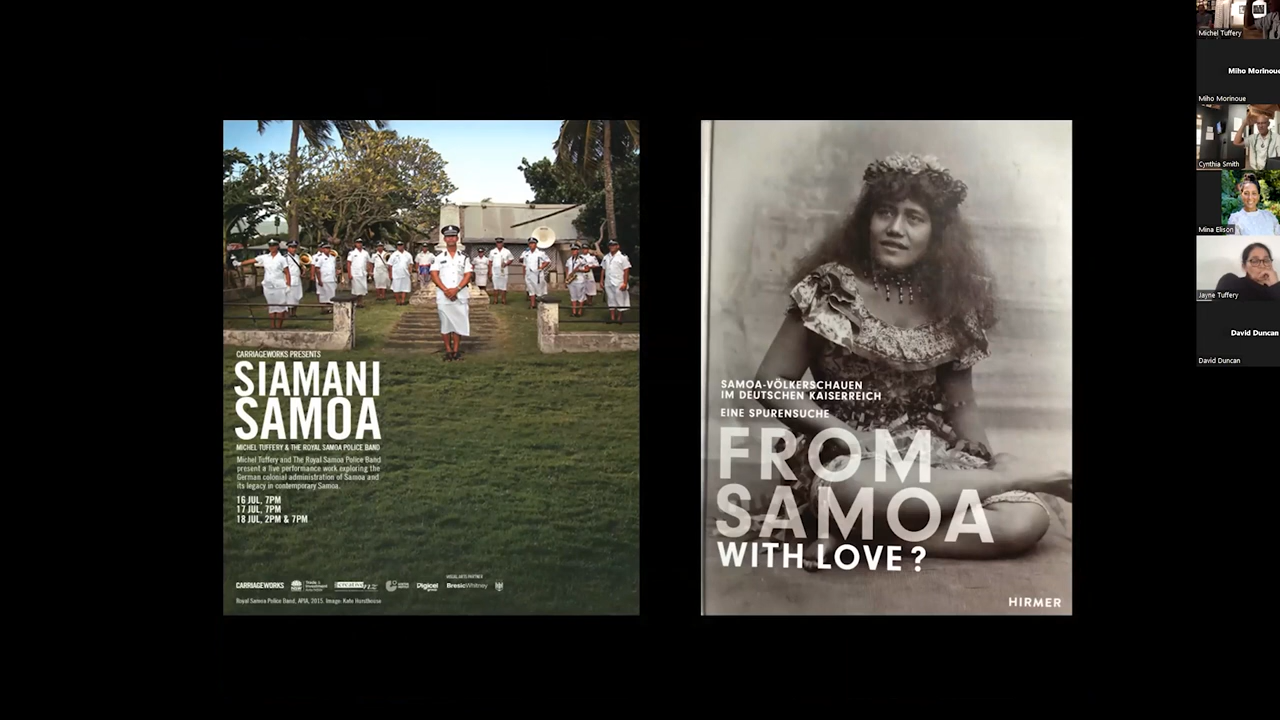 CARRIAGEWORKS PRESENTS
SIAMANI
SAMOA
MICHEL TUFFERY & THE ROYAL SAMOA POLICE BAND
Michel Tuffery and The Royal Samoa Police Band
present a live performance work exploring the
German colonial administration of Samoa and
its legacy in contemporary Samoa.
16 JUL, 7PM
17 JUL, 7PM
18 JUL, 2PM & 7PM
VISUAL ARTS PARTNER
CARRIAGEWORKS
Digicel
BresicWhitney
Royal Samoa Police Band, APIA, 2015. Image: Kate
SAMOA-VÖLKERSCHAUEN
IM DEUTSCHEN KAISERREICH
EINE SPURENSUCHE
FROM
SAMOA
WITH LOVE?
HIRMER
Michel Tuffery
Miho Morinoue
Miho Morinoue
Cynthia Smith
Mina Elison
Jayne Tuffery
David Duncan
David Duncan